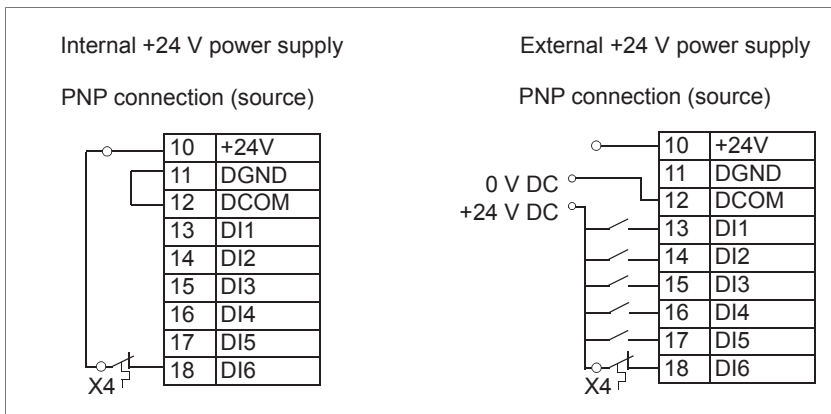 Internal +24 V power supply
PNP connection (source)
10 +24V
11 DGND
12 DCOM
13 DI1
14 DI2
15 DI3
16 DI4
17 DI5
18 DI6
X4
External +24 V power supply
PNP connection (source)
0 V DC
+24 V DC
10 +24V
11 DGND
12 DCOM
13 DI1
14 DI2
15 DI3
16 DI4
17 DI5
18 DI6
X4